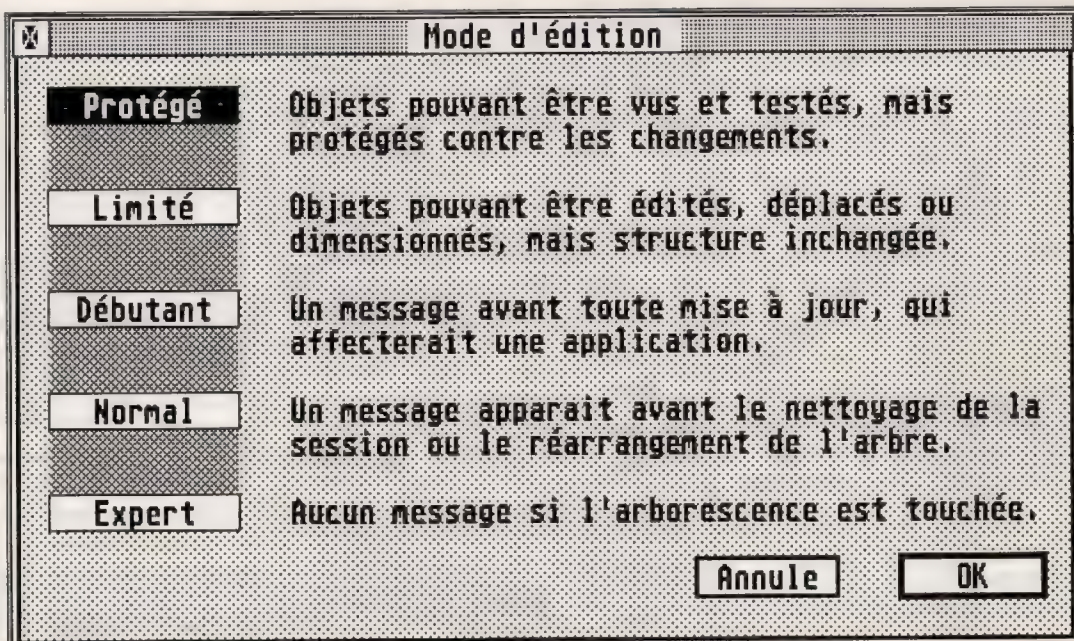 Mode d'édition
Protégé
Objets pouvant être vus et testés, mais
protégés contre les changements.
Limité
Objets pouvant être édités, déplacés ou
dimensionnés, mais structure inchangée.
Débutant
Un message avant toute mise à jour, qui
affecterait une application.
Normal
Un message apparait avant le nettoyage de la
session ou le réarrangement de l'arbre.
Expert
Aucun message si l'arborescence est touchée.
Annule
OK